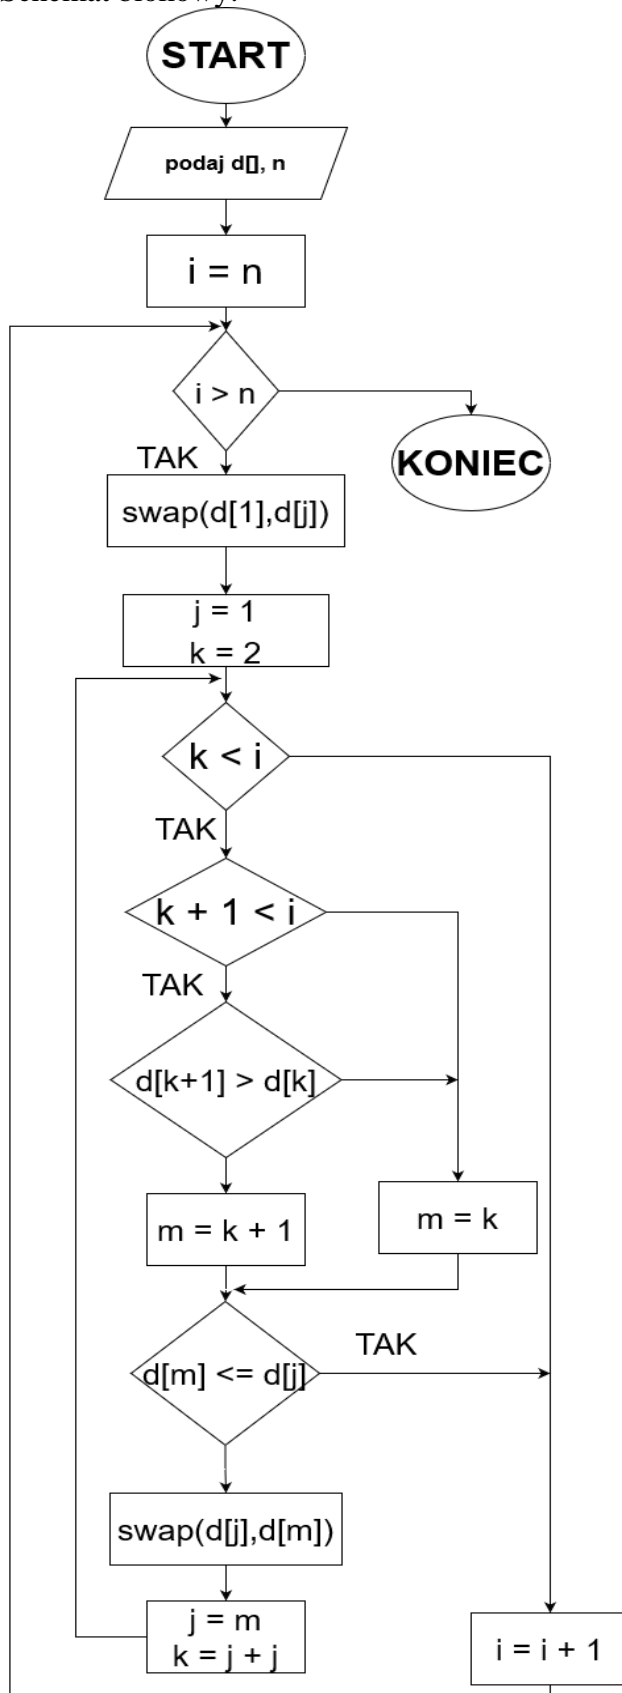 Schemat blokowy:
START
podaj d[], n
i = n
i > n
TAK
KONIEC
swap(d[1],d[j])
j = 1
k = 2
k < i
TAK
k + 1 < i
TAK
d[k+1] > d[k]
m = k + 1
m = k
TAK
d[m] <= d[j]
swap(d[j],d[m])
j = m
k = j + j
i = i + 1